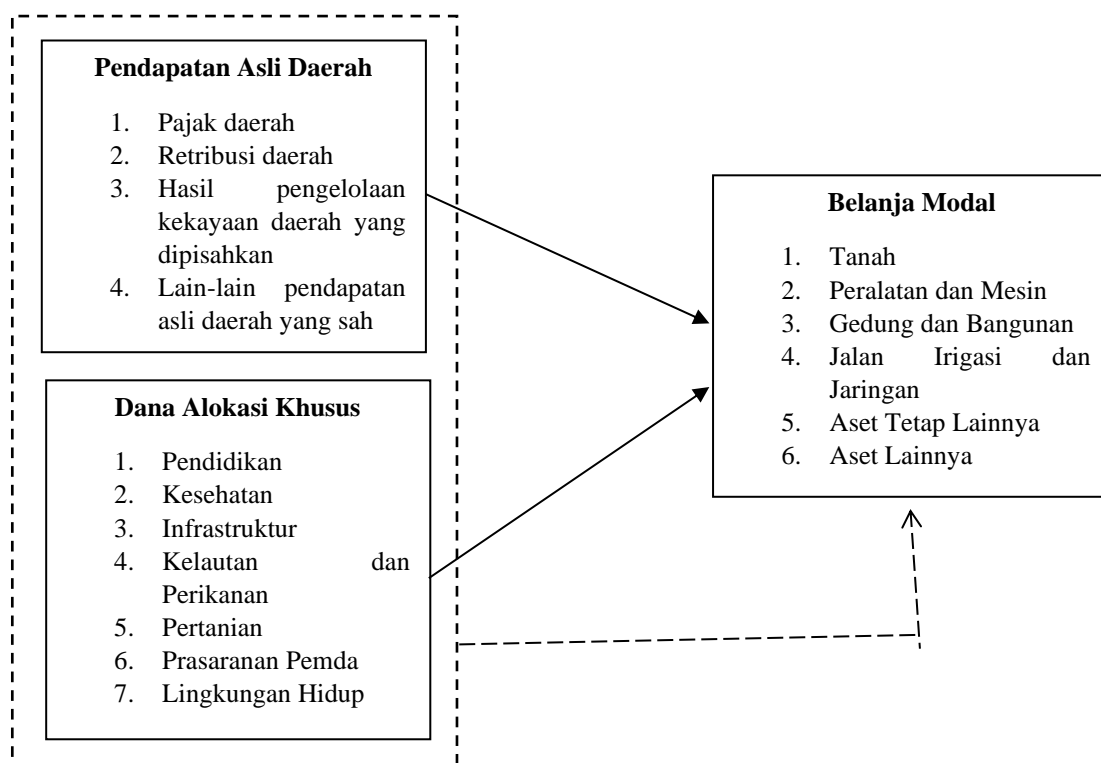 Pendapatan Asli Daerah
1. Pajak daerah
2. Retribusi daerah
3. Hasil pengelolaan
kekayaan daerah yang
dipisahkan
4. Lain-lain pendapatan
asli daerah yang sah
Dana Alokasi Khusus
1. Pendidikan
2. Kesehatan
3. Infrastruktur
4. Kelautan dan
Perikanan
5. Pertanian
6. Prasaranan Pemda
7. Lingkungan Hidup
Belanja Modal
1. Tanah
2. Peralatan dan Mesin
3. Gedung dan Bangunan
4. Jalan Irigasi dan
Jaringan
5. Aset Tetap Lainnya
6. Aset Lainnya